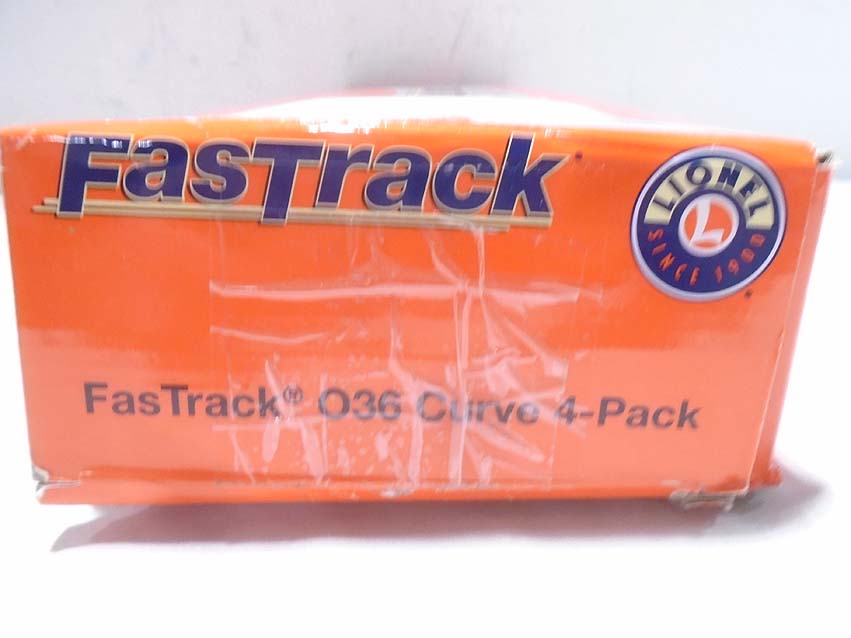 FasTrack
LIONEL
L
SINCE 1900
FasTrack® O36 Curve 4-Pack